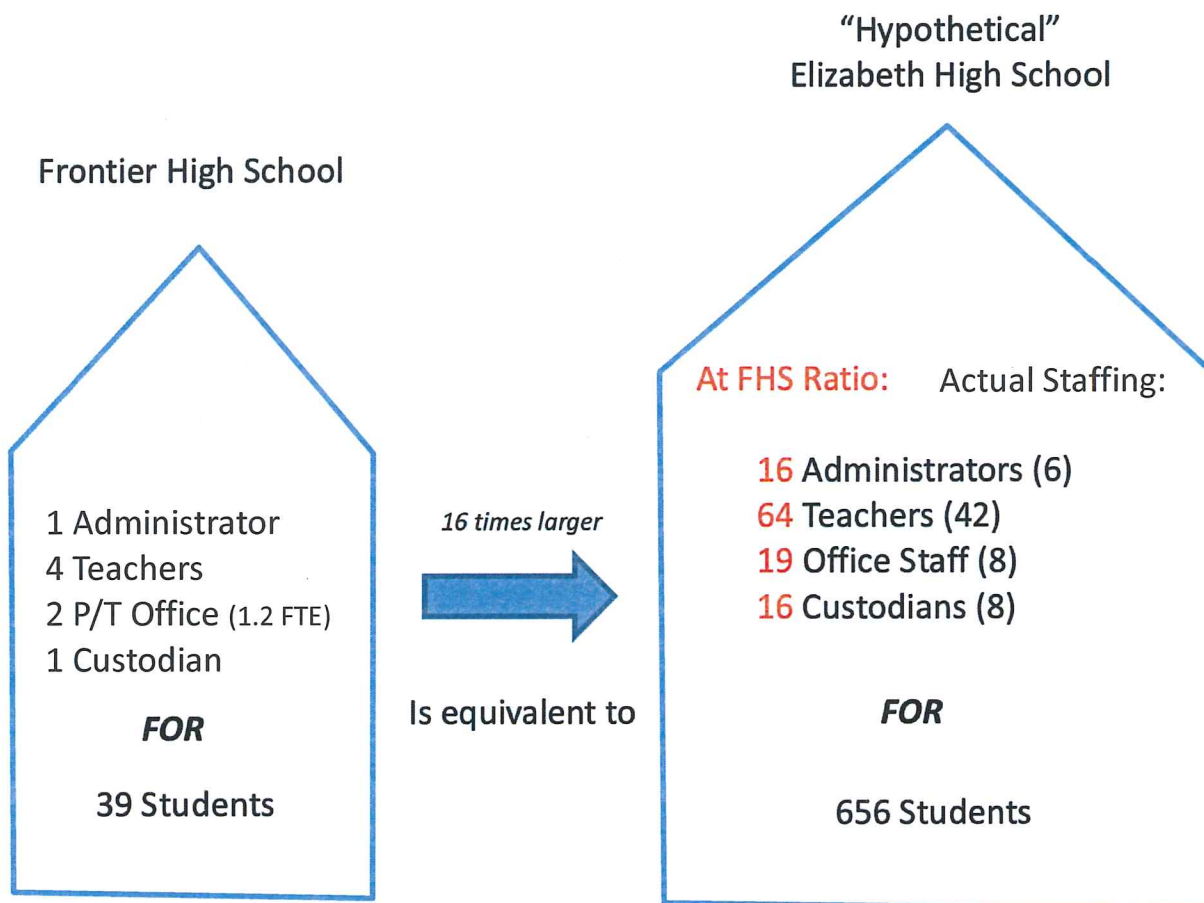 Frontier High School
1 Administrator
4 Teachers
2 P/T Office (1.2 FTE)
1 Custodian
FOR
39 Students
16 times larger
Is equivalent to
“Hypothetical”
Elizabeth High School
At FHS Ratio: Actual Staffing:
16 Administrators (6)
64 Teachers (42)
19 Office Staff (8)
16 Custodians (8)
FOR
656 Students